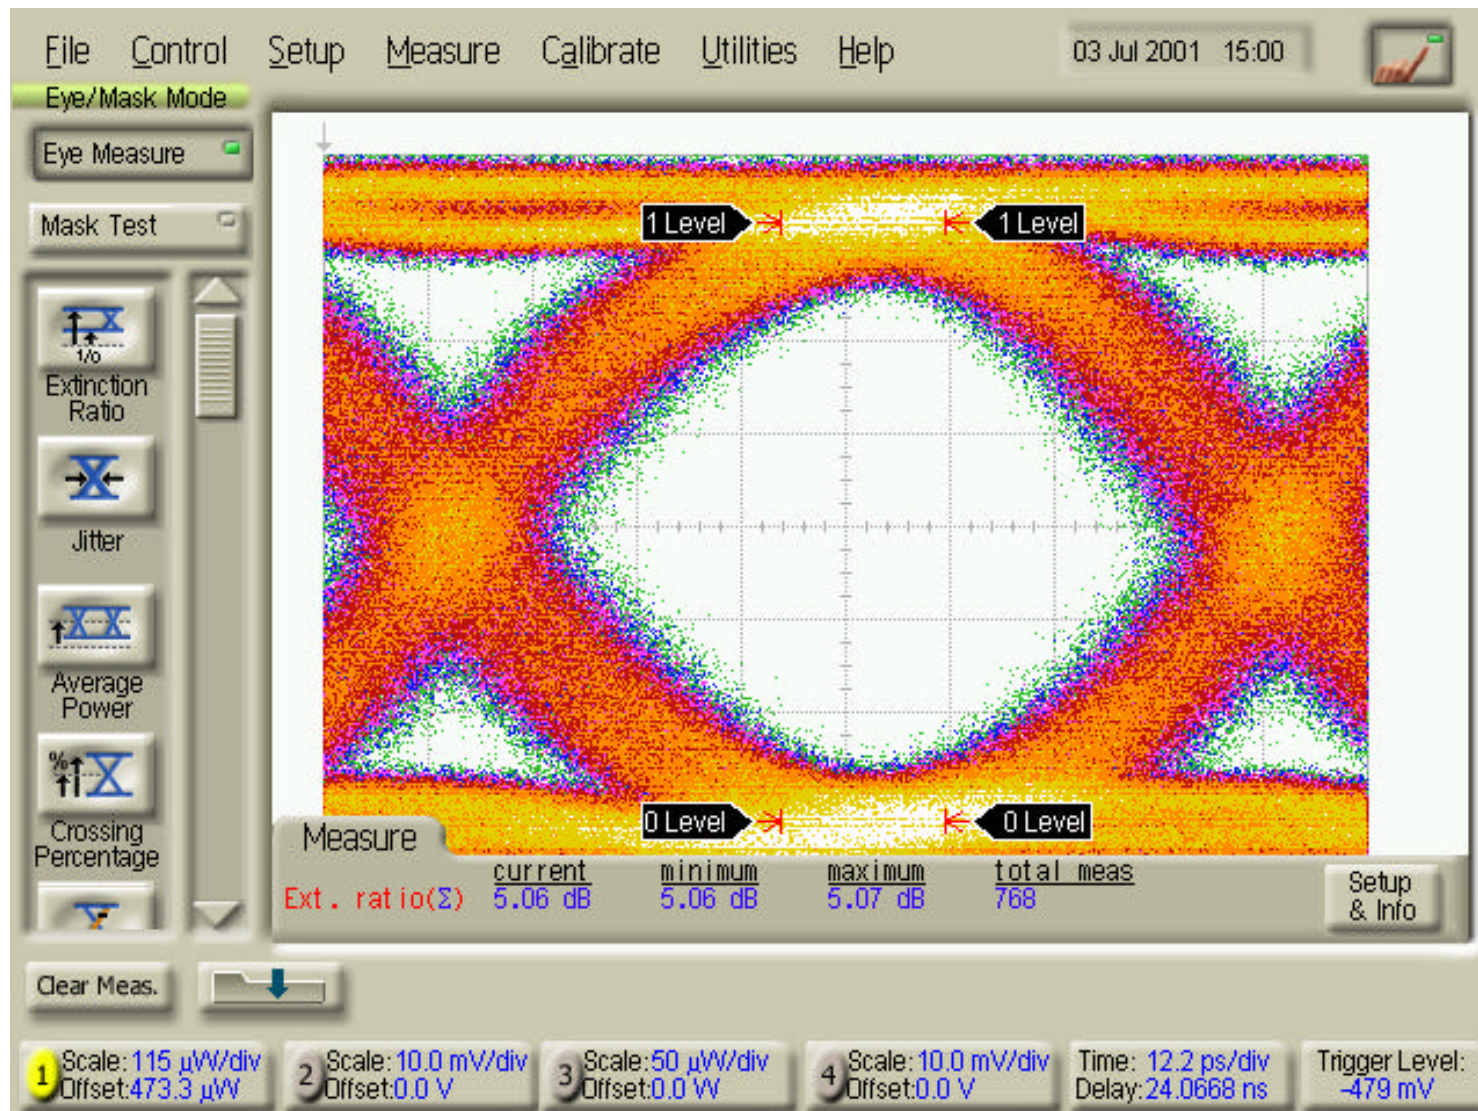 File Control Setup Measure Calibrate Utilities Help 03 Jul 2001 15:00
Eye/Mask Mode
Eye Measure
Mask Test
1 Level 1 Level
1/0
Extinction
Ratio
Jitter
Average
Power
%
Crossing
Percentage
0 Level 0 Level
Measure
current minimum maximum total meas
Ext. ratio(Σ) 5.06 dB 5.06 dB 5.07 dB 768
Setup
& Info
Clear Meas.
1 Scale:115 µW/div
Offset:473.3 µW
2 Scale:10.0 mV/div
Offset:0.0 V
3 Scale:50 µW/div
Offset:0.0 W
4 Scale:10.0 mV/div
Offset:0.0 V
Time: 12.2 ps/div
Delay:24.0668 ns
Trigger Level:
-479 mV